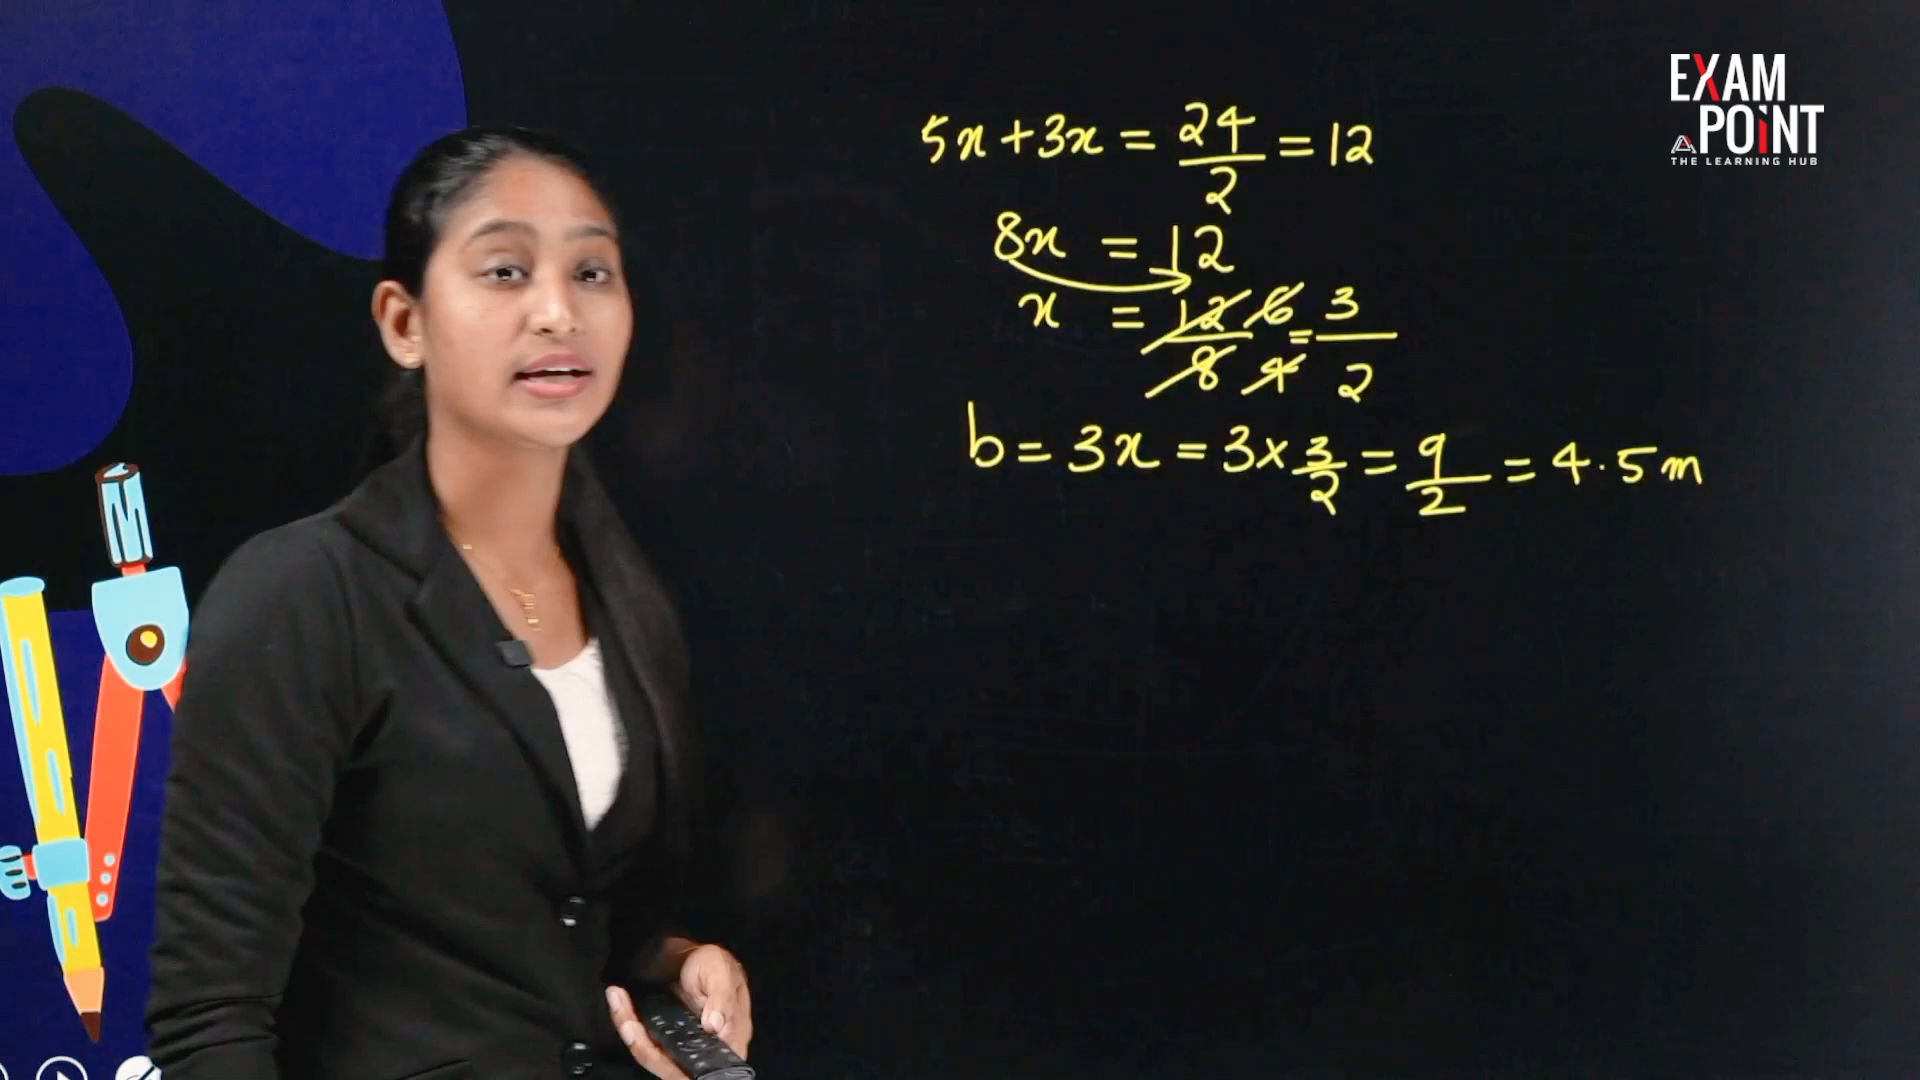 EXAM
POINT
THE LEARNING HUB
5x + 3x = 24/2 = 12
8x = 12
x = 12/8 6/4 = 3/2
b = 3x = 3 × 3/2 = 9/2 = 4.5m